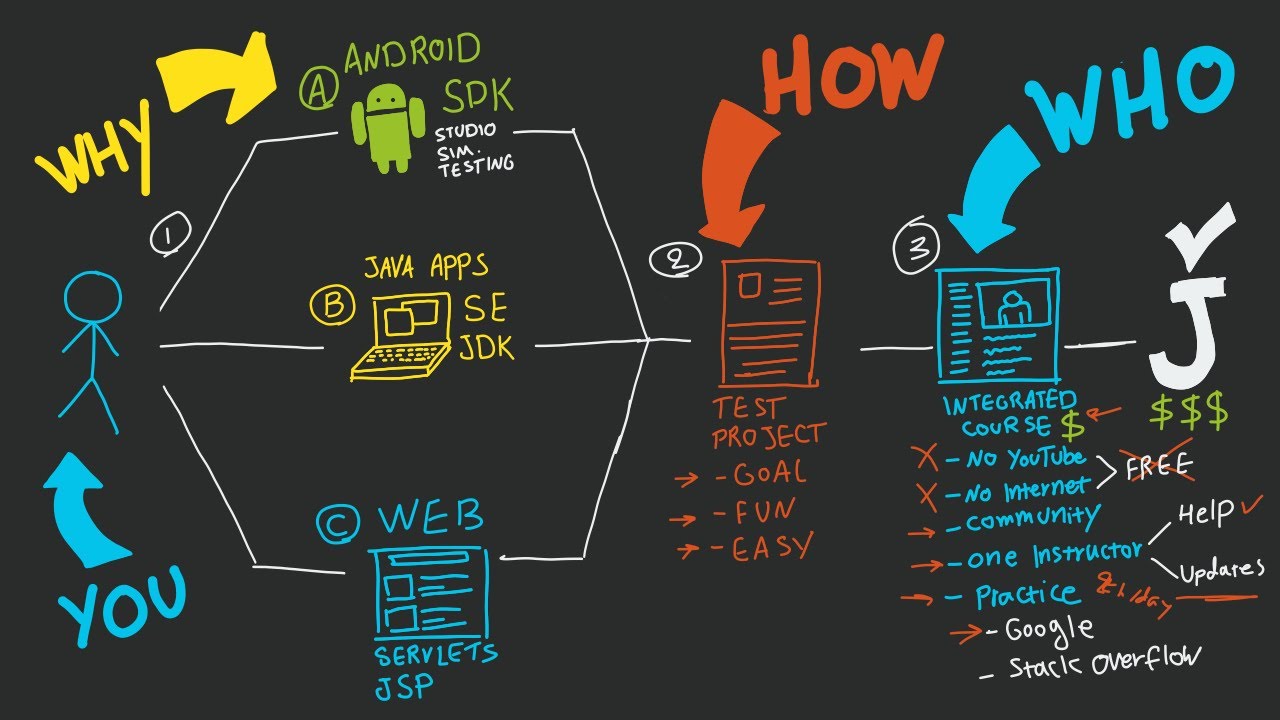 WHY
A ANDROID
SDK
STUDIO
SIM.
TESTING
1
JAVA APPS
B SE
JDK
C WEB
SERVLETS
JSP
YOU
HOW
2
TEST
PROJECT
- GOAL
- FUN
- EASY
WHO
3
J
INTEGRATED
COURSE $
$$$
X - No YouTube
X - No Internet
FREE
- Community
- one Instructor
Help
Updates
- Practice
- Google
- Stack Overflow